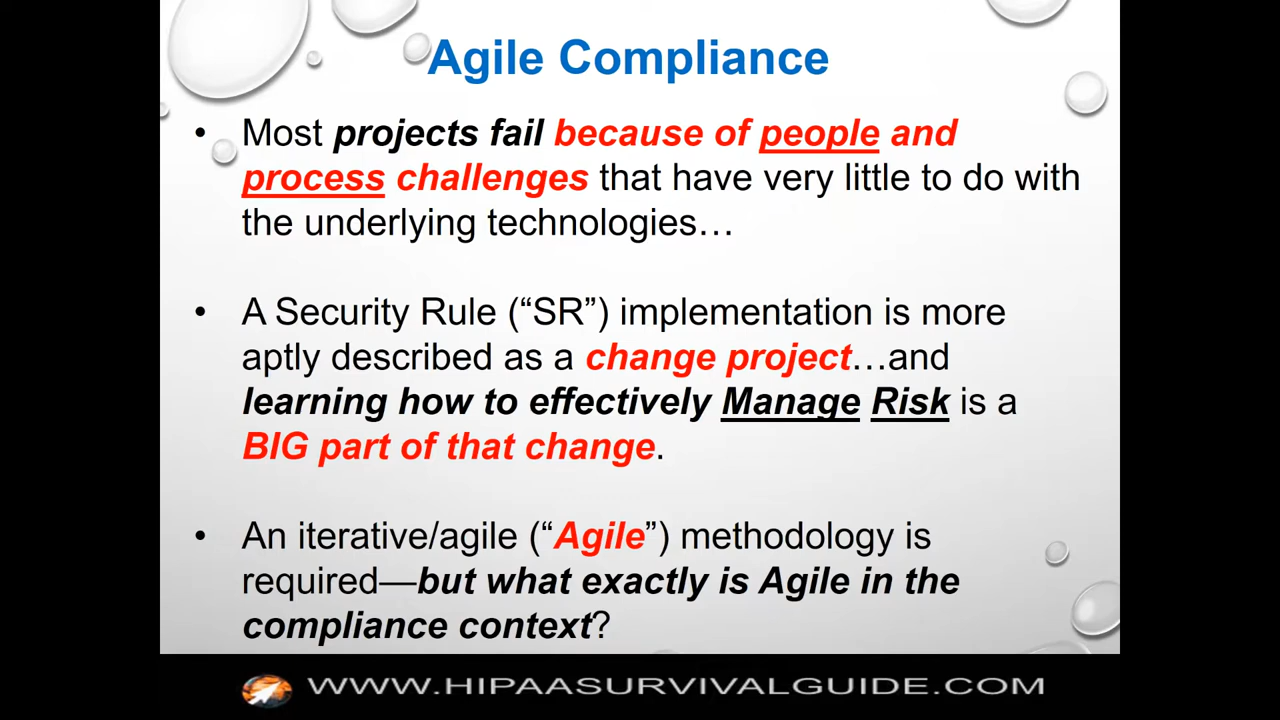 Agile Compliance
• Most projects fail because of people and
process challenges that have very little to do with
the underlying technologies…
• A Security Rule (“SR”) implementation is more
aptly described as a change project…and
learning how to effectively Manage Risk is a
BIG part of that change.
• An iterative/agile (“Agile”) methodology is
required—but what exactly is Agile in the
compliance context?
WWW.HIPAASURVIVALGUIDE.COM